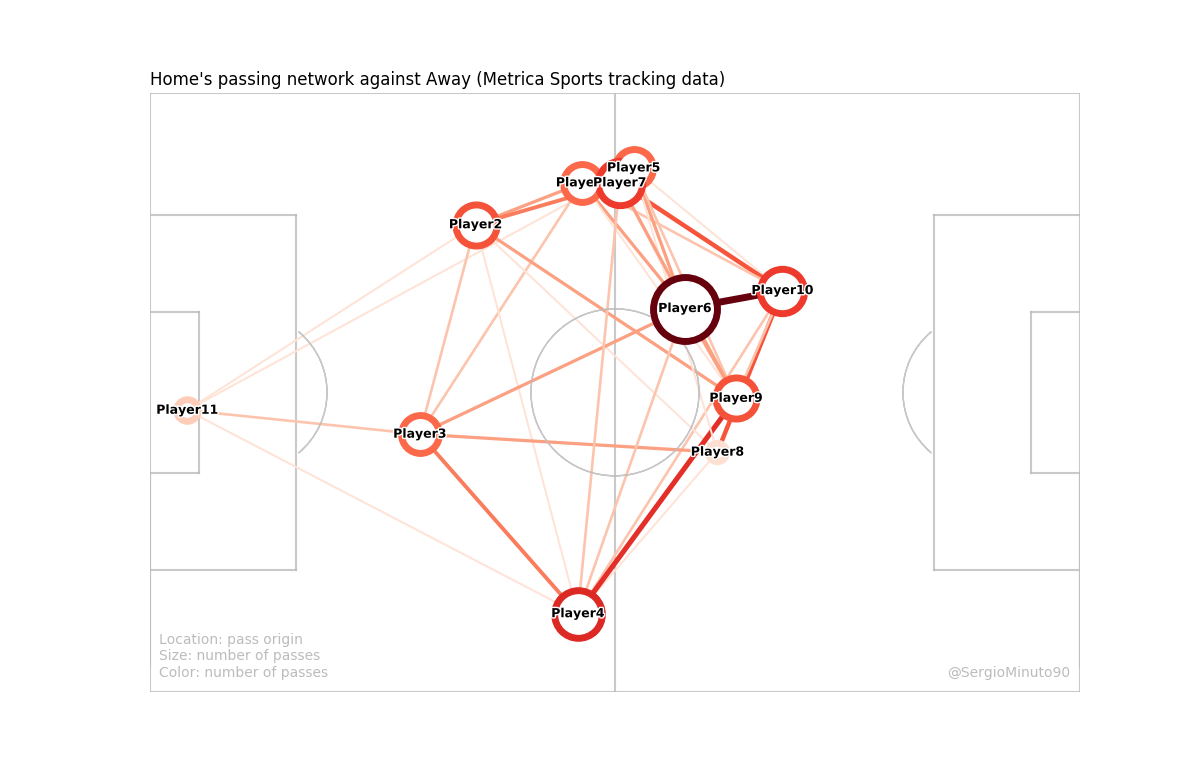 Home's passing network against Away (Metrica Sports tracking data)
Player5
Playe
Player7
Player2
Player10
Player6
Player9
Player11
Player3
Player8
Player4
Location: pass origin
Size: number of passes
Color: number of passes
@SergioMinuto90